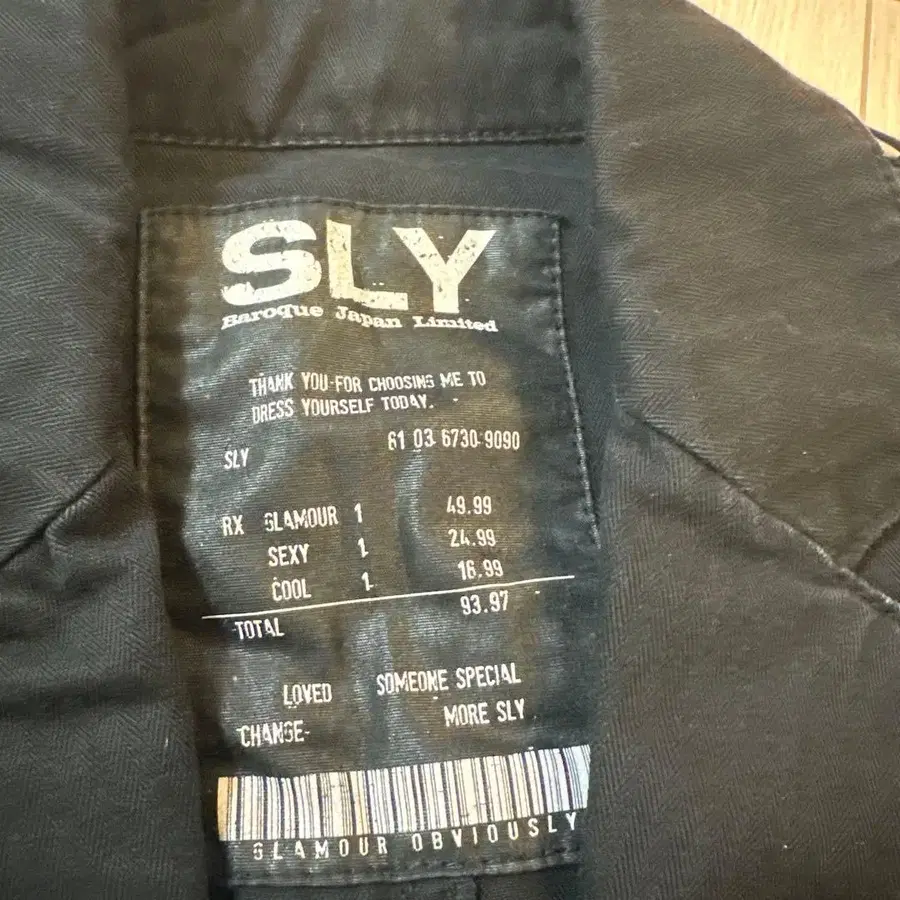 SLY
Baroque Japan Limited
THANK YOU FOR CHOOSING ME TO
DRESS YOURSELF TODAY.
SLY 61 03 6730-9090
RX GLAMOUR 1 49.99
SEXY 1 24.99
COOL 1 18.99
TOTAL 93.97
LOVED SOMEONE SPECIAL
CHANGE- MORE SLY
GLAMOUR OBVIOUSLY